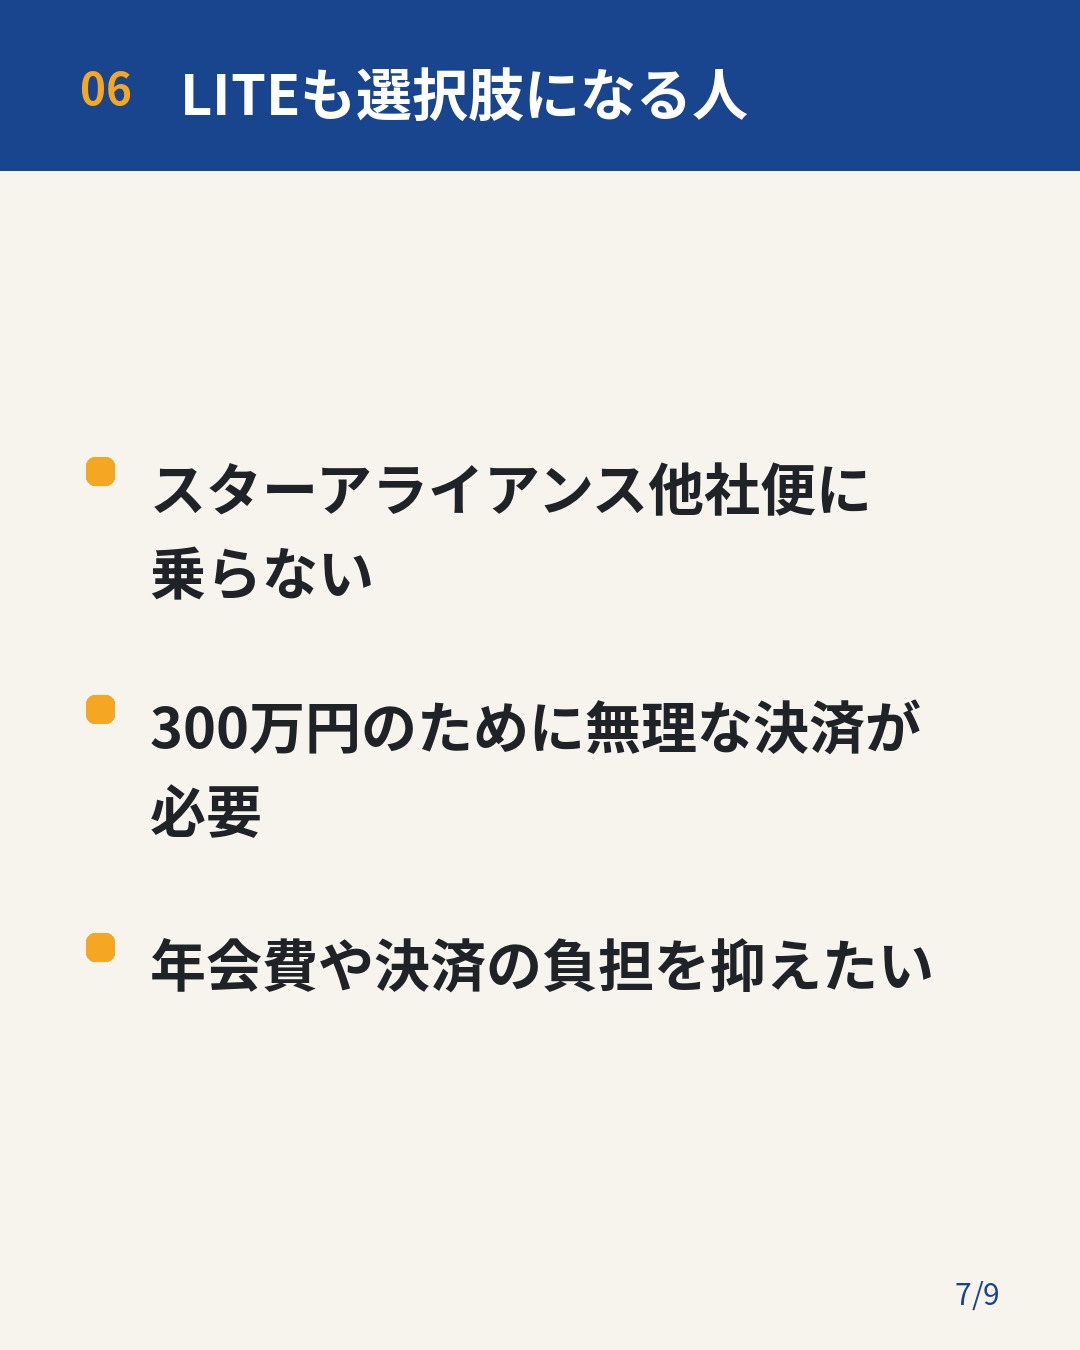 06 LITEも選択肢になる人
スターアライアンス他社便に
乗らない
300万円のために無理な決済が
必要
年会費や決済の負担を抑えたい
7/9